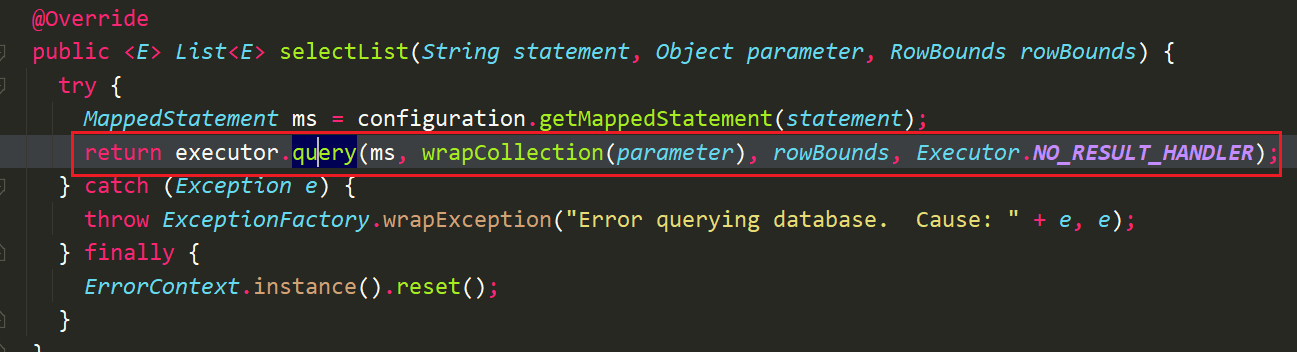 @Override
public <E> List<E> selectList(String statement, Object parameter, RowBounds rowBounds) {
try {
MappedStatement ms = configuration.getMappedStatement(statement);
return executor.query(ms, wrapCollection(parameter), rowBounds, Executor.NO_RESULT_HANDLER);
} catch (Exception e) {
throw ExceptionFactory.wrapException("Error querying database.  Cause: " + e, e);
} finally {
ErrorContext.instance().reset();
}
}